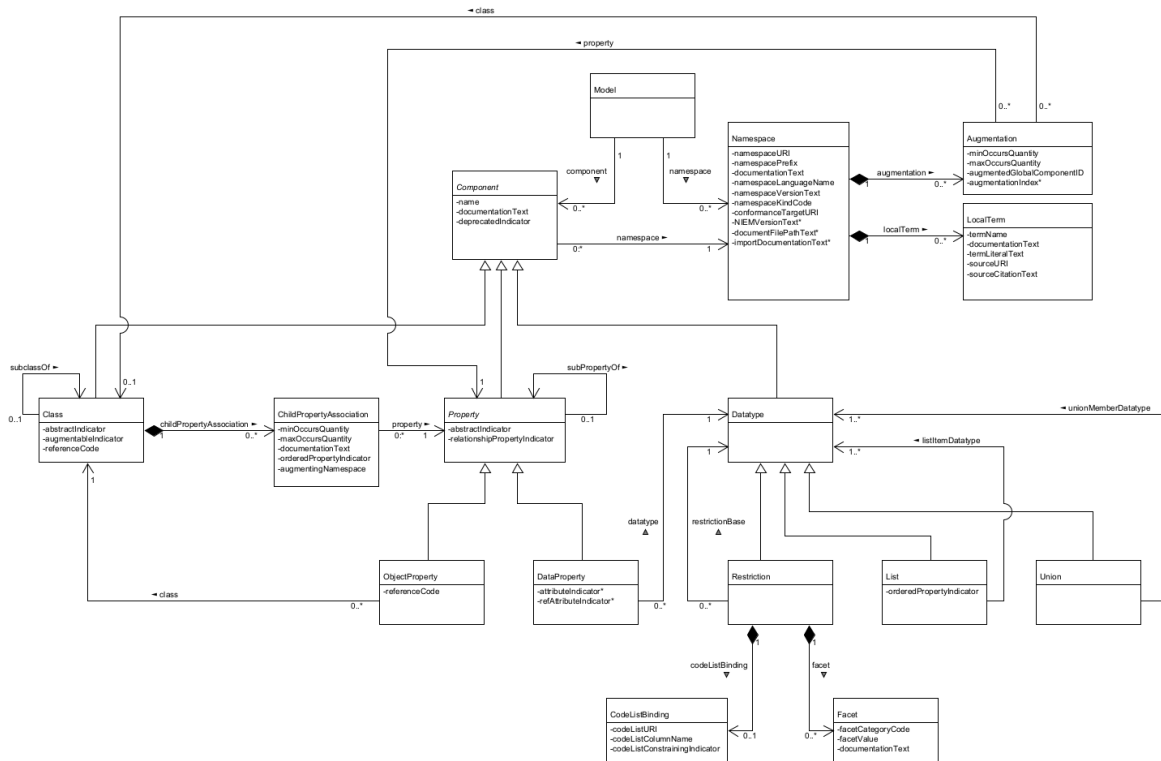 ◄ class
◄ property
Model
0..*
0..*
Namespace
-namespaceURI
-namespacePrefix
-documentationText
-namespaceLanguageName
-namespaceVersionText
-namespaceKindCode
-conformanceTargetURI
-NIEMVersionText*
-documentFilePathText*
-importDocumentationText*
Augmentation
-minOccursQuantity
-maxOccursQuantity
-augmentedGlobalComponentID
-augmentationIndex*
1
1
component
▽
namespace
▽
augmentation ►
1
0..*
Component
-name
-documentationText
-deprecatedIndicator
0..*
0..*
LocalTerm
-termName
-documentationText
-termLiteralText
-sourceURI
-sourceCitationText
localTerm ►
1
0..*
namespace ►
0:*
1
subclassOf ►
0..1
0..1
subPropertyOf ►
1
0..1
Class
-abstractIndicator
-augmentableIndicator
-referenceCode
childPropertyAssociation ►
1
0..*
ChildPropertyAssociation
-minOccursQuantity
-maxOccursQuantity
-documentationText
-orderedPropertyIndicator
-augmentingNamespace
property ►
0:*
1
Property
-abstractIndicator
-relationshipPropertyIndicator
Datatype
1
1
1..*
◄ unionMemberDatatype
◄ listItemDatatype
1..*
1
datatype
△
restrictionBase
△
ObjectProperty
-referenceCode
DataProperty
-attributeIndicator*
-refAttributeIndicator*
Restriction
List
-orderedPropertyIndicator
Union
◄ class
0..*
0..*
0..*
1
1
codeListBinding
▽
facet
▽
CodeListBinding
-codeListURI
-codeListColumnName
-codeListConstrainingIndicator
0..1
Facet
-facetCategoryCode
-facetValue
-documentationText
0..*